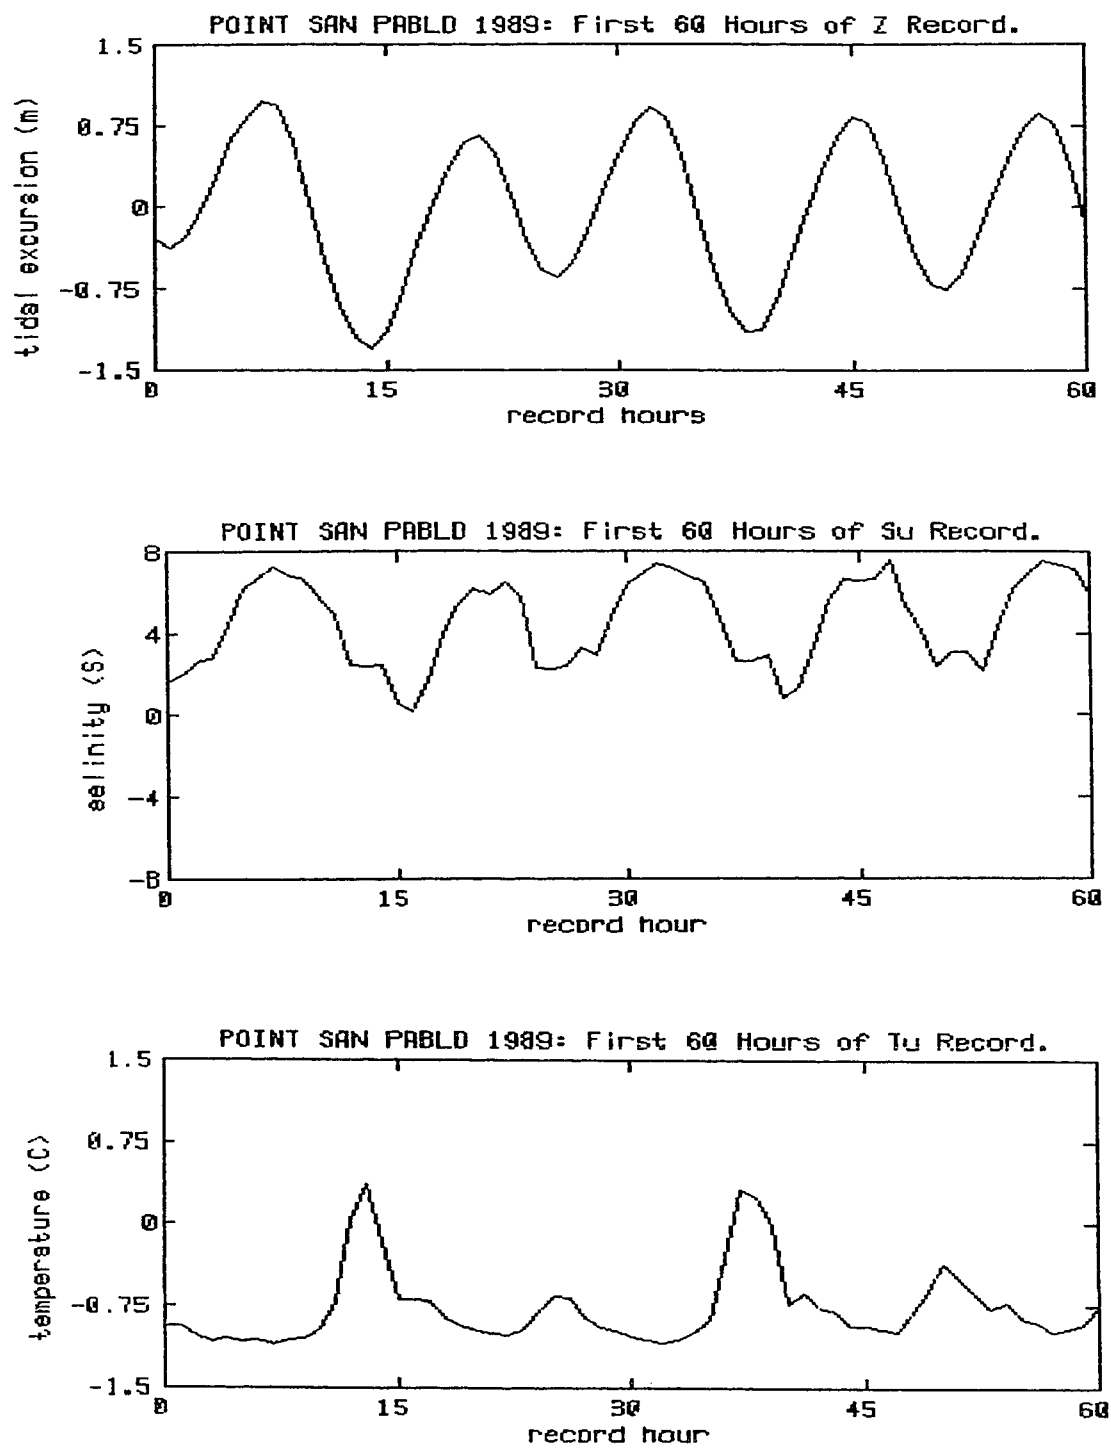 POINT SAN PABLO 1989: First 60 Hours of Z Record.
1.5
0.75
0
-0.75
-1.5
tidal excursion (m)
0 15 30 45 60
record hours
POINT SAN PABLO 1989: First 60 Hours of Su Record.
8
4
0
-4
-8
salinity (S)
0 15 30 45 60
record hour
POINT SAN PABLO 1989: First 60 Hours of Tu Record.
1.5
0.75
0
-0.75
-1.5
temperature (C)
0 15 30 45 60
record hour